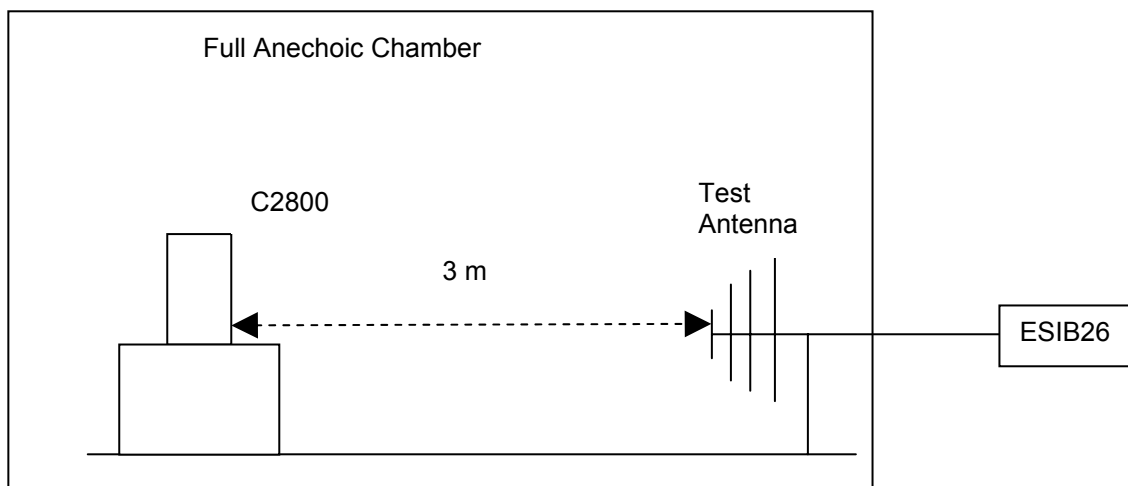 Full Anechoic Chamber
C2800
Test
Antenna
3 m
ESIB26